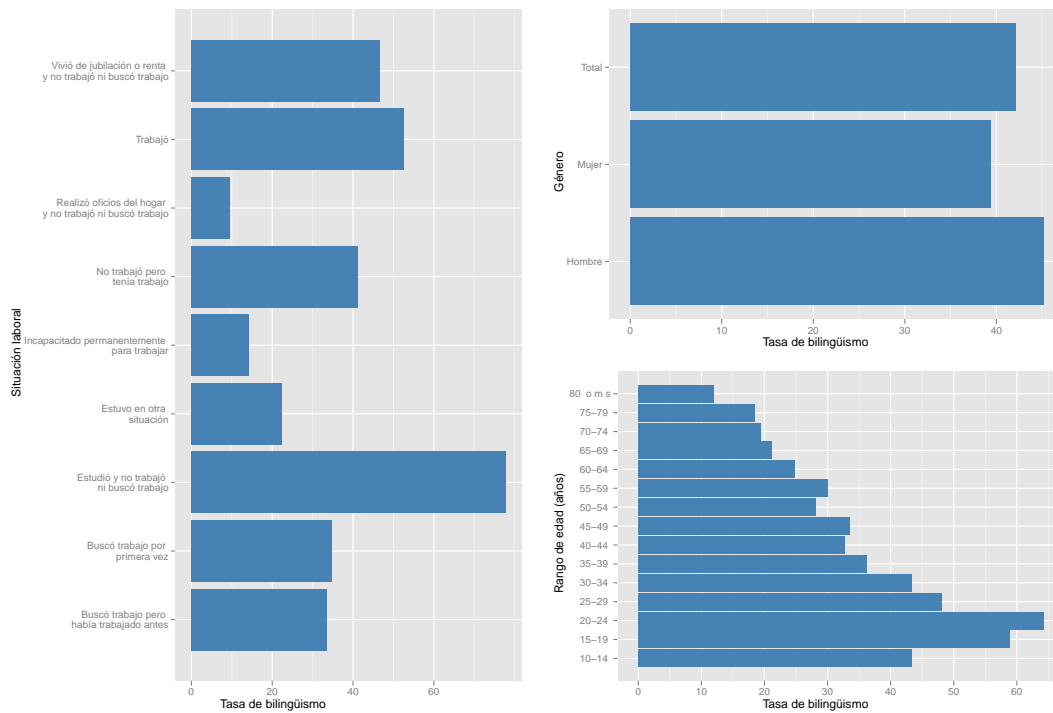 Situación laboral
Vivió de jubilación o renta
y no trabajó ni buscó trabajo
Trabajó
Realizó oficios del hogar
y no trabajó ni buscó trabajo
No trabajó pero
tenía trabajo
Incapacitado permanentemente
para trabajar
Estuvo en otra
situación
Estudió y no trabajó
ni buscó trabajo
Buscó trabajo por
primera vez
Buscó trabajo pero
había trabajado antes
0 20 40 60
Tasa de bilingüismo
Género
Total
Mujer
Hombre
0 10 20 30 40
Tasa de bilingüismo
Rango de edad (años)
80 o m s
75–79
70–74
65–69
60–64
55–59
50–54
45–49
40–44
35–39
30–34
25–29
20–24
15–19
10–14
0 10 20 30 40 50 60
Tasa de bilingüismo